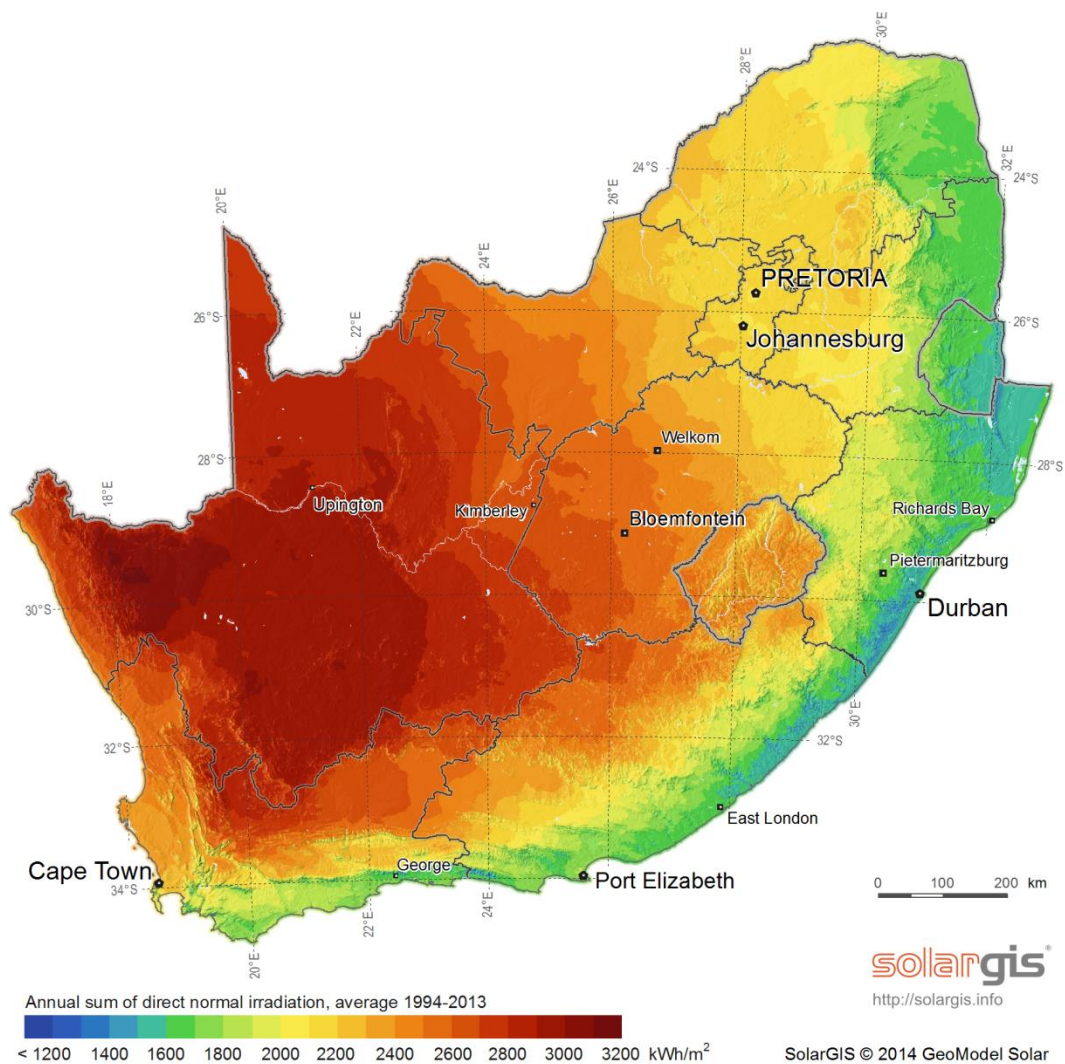 30°E
28°E
24°S
32°E
24°S
20°E
26°E
24°E
PRETORIA
26°S
22°E
26°S
Johannesburg
Welkom
28°S
28°S
18°E
Upington
Kimberley
Richards Bay
Bloemfontein
Pietermaritzburg
30°S
Durban
30°E
32°S
32°S
28°E
East London
26°E
Cape Town
George
Port Elizabeth
34°S
0 100 200 km
22°E
24°E
20°E
solargis®
http://solargis.info
Annual sum of direct normal irradiation, average 1994-2013
< 1200 1400 1600 1800 2000 2200 2400 2600 2800 3000 3200 kWh/m²
SolarGIS © 2014 GeoModel Solar